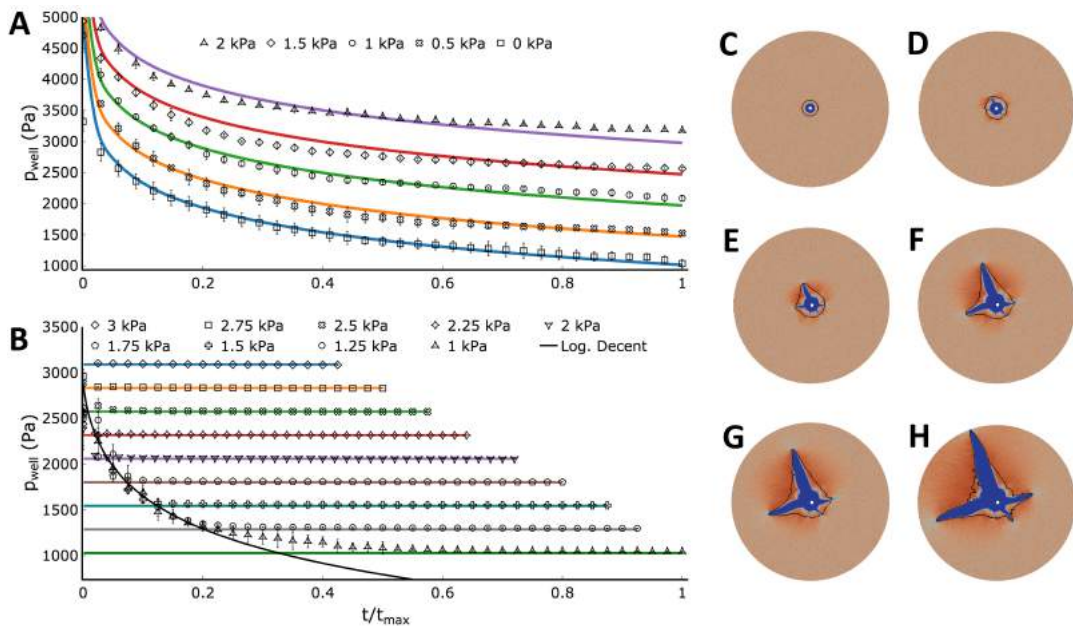 A
5000
4500
4000
3500
3000
2500
2000
1500
1000
p_well (Pa)
2 kPa 1.5 kPa 1 kPa 0.5 kPa 0 kPa
0 0.2 0.4 0.6 0.8 1
B
3500
3000
2500
2000
1500
1000
p_well (Pa)
3 kPa 2.75 kPa 2.5 kPa 2.25 kPa 2 kPa
1.75 kPa 1.5 kPa 1.25 kPa 1 kPa Log. Decent
0 0.2 0.4 0.6 0.8 1
t/t_max
C D
E F
G H